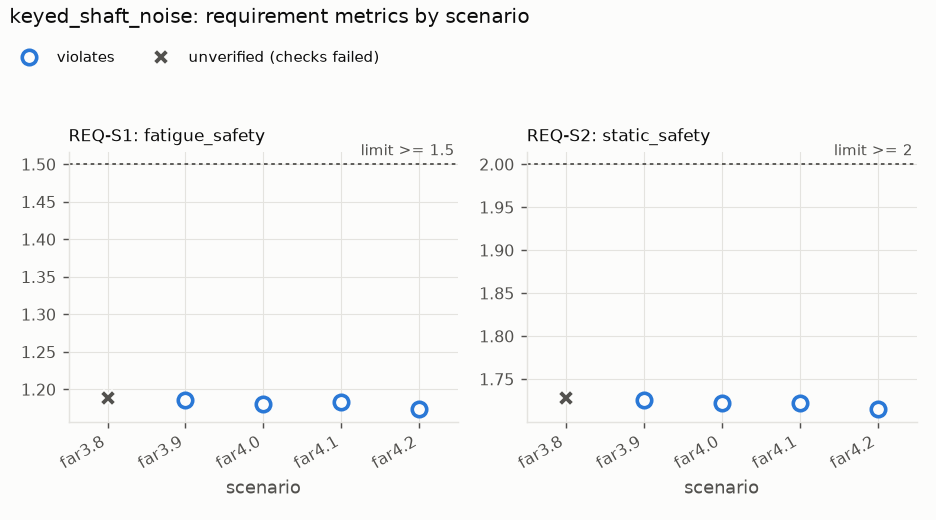 keyed_shaft_noise: requirement metrics by scenario
violates
unverified (checks failed)
REQ-S1: fatigue_safety
limit >= 1.5
1.50
1.45
1.40
1.35
1.30
1.25
1.20
far3.8
far3.9
far4.0
far4.1
far4.2
scenario
REQ-S2: static_safety
limit >= 2
2.00
1.95
1.90
1.85
1.80
1.75
far3.8
far3.9
far4.0
far4.1
far4.2
scenario